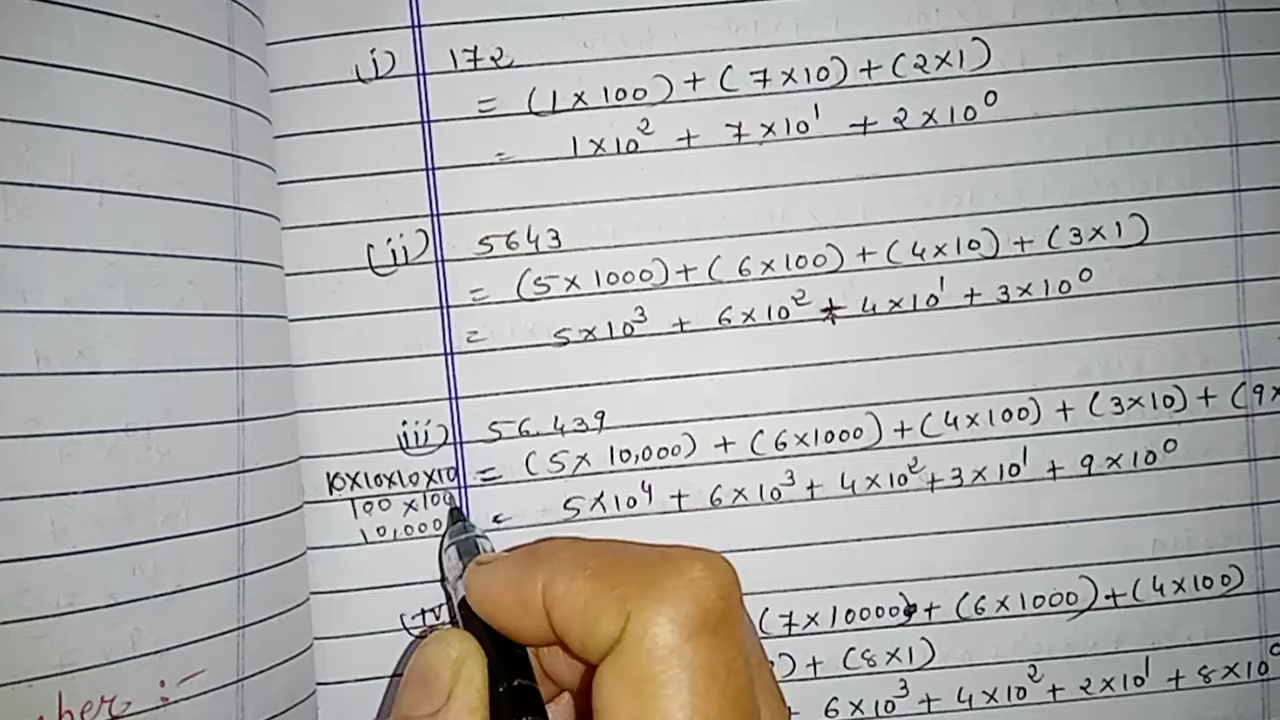 (i) 172
= (1×100) + (7×10) + (2×1)
= 1×10² + 7×10¹ + 2×10⁰
(ii) 5643
= (5×1000) + (6×100) + (4×10) + (3×1)
= 5×10³ + 6×10² + 4×10¹ + 3×10⁰
(iii) 56,439
= (5×10,000) + (6×1000) + (4×100) + (3×10) + (9×
10×10×10×10
= 5×10⁴ + 6×10³ + 4×10² + 3×10¹ + 9×10⁰
100×100
10,000
(iv) (7×10000) + (6×1000) + (4×100)
) + (8×1)
+ 6×10³ + 4×10² + 2×10¹ + 8×10⁰
:-